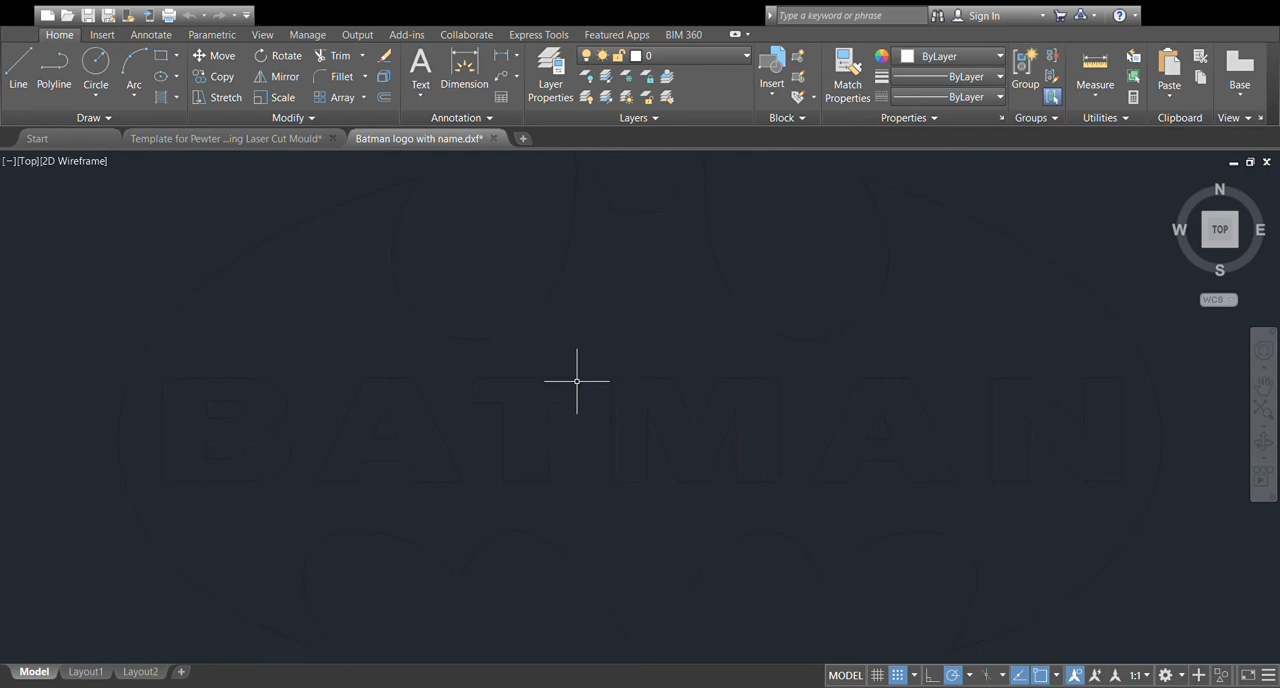 Type a keyword or phrase Sign In
Home Insert Annotate Parametric View Manage Output Add-ins Collaborate Express Tools Featured Apps BIM 360
Line Polyline Circle Arc
Move Rotate Trim
Copy Mirror Fillet
Stretch Scale Array
Text Dimension
Layer Properties
0
Insert
Match Properties
ByLayer
ByLayer
ByLayer
Group Measure Paste Base
Draw Modify Annotation Layers Block Properties Groups Utilities Clipboard View
Start Template for Pewter ...ing Laser Cut Mould* Batman logo with name.dxf*
[−][Top][2D Wireframe]
N
W TOP E
S
WCS
BATMAN
Model Layout1 Layout2
MODEL 1:1